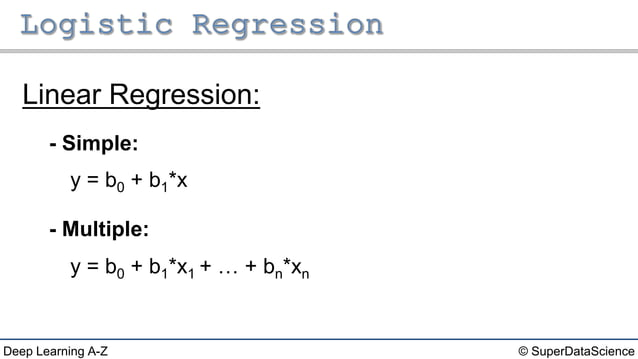 Logistic Regression
Linear Regression:
- Simple:
y = b₀ + b₁*x
- Multiple:
y = b₀ + b₁*x₁ + … + bₙ*xₙ
Deep Learning A-Z © SuperDataScience